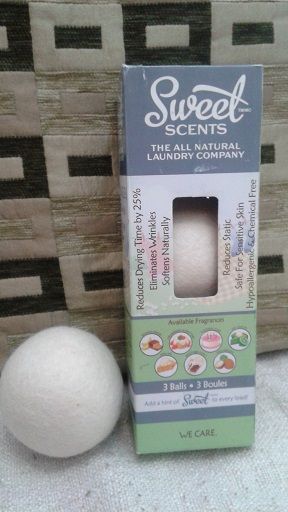 Sweet
SCENTS
THE ALL NATURAL
LAUNDRY COMPANY
Reduces Drying Time by 25%
Eliminates Wrinkles
Softens Naturally
Reduces Static
Safe For Sensitive Skin
Hypoallergenic & Chemical Free
Available Fragrances
3 Balls • 3 Boules
Add a hint of Sweet to every load!
WE CARE.